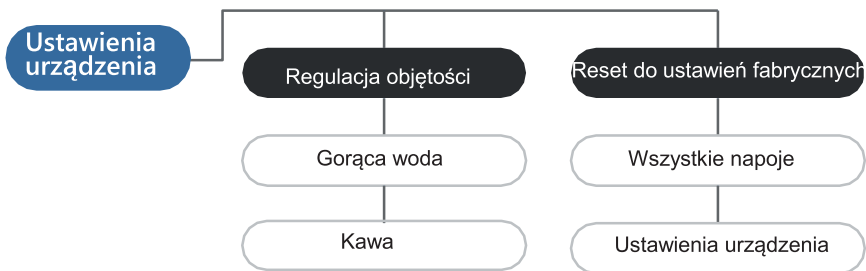 Ustawienia
urządzenia
Regulacja objętości
Reset do ustawień fabrycznych
Gorąca woda
Wszystkie napoje
Kawa
Ustawienia urządzenia